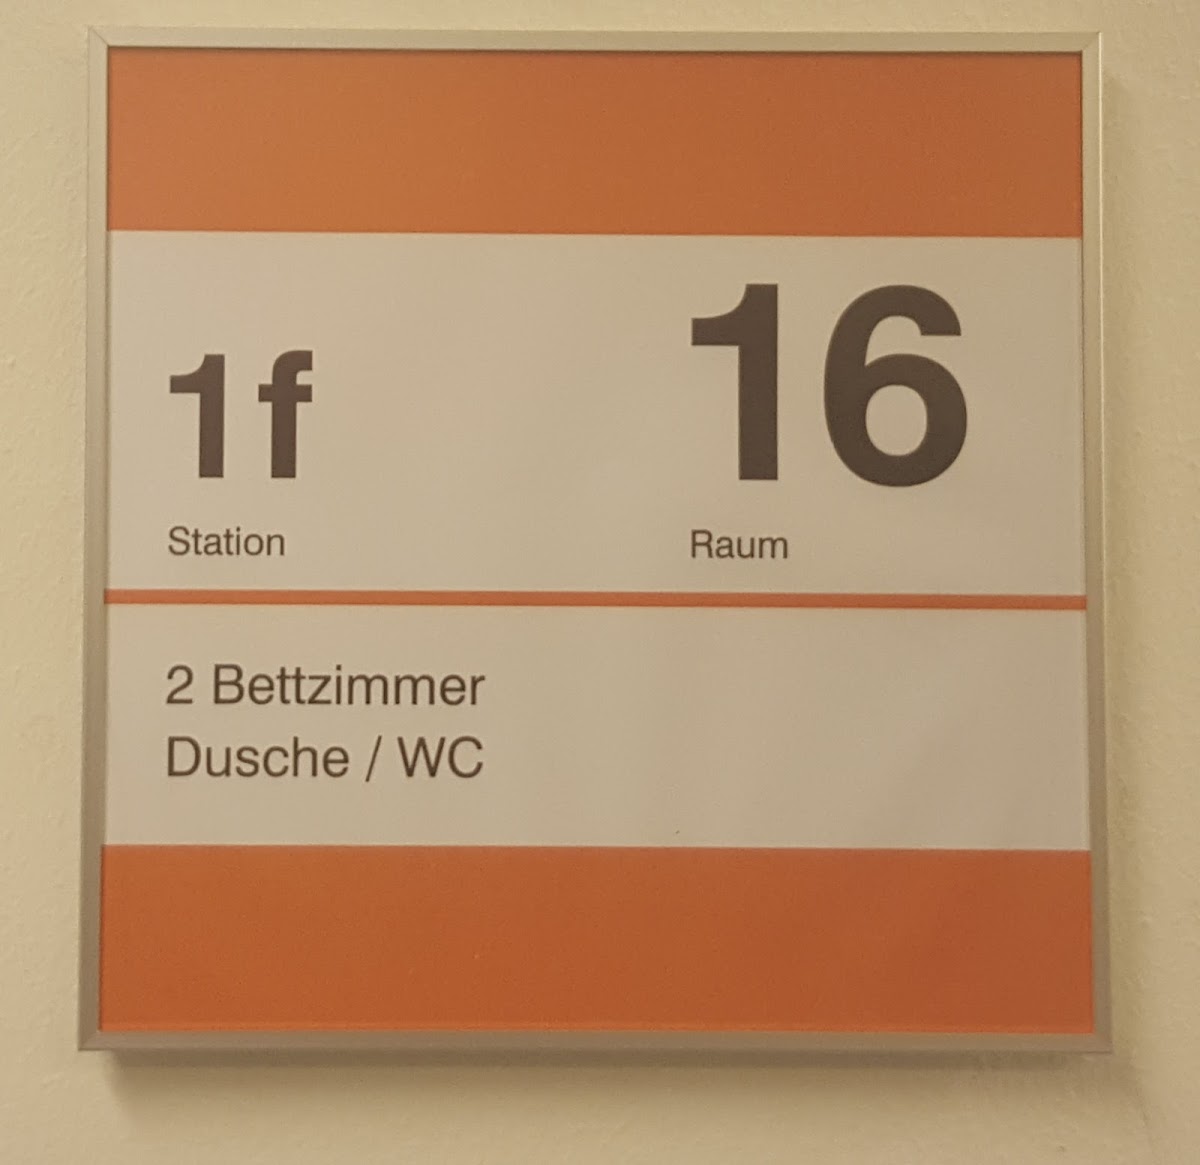 1f
Station
16
Raum
2 Bettzimmer
Dusche / WC